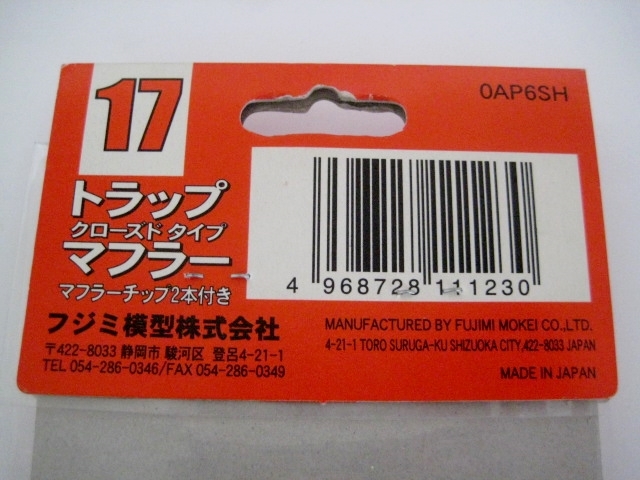 17
0AP6SH
トラップ
クローズド タイプ
マフラー
マフラーチップ2本付き
4 968728 111230
フジミ模型株式会社
〒422-8033 静岡市 駿河区 登呂4-21-1
TEL 054-286-0346/FAX 054-286-0349
MANUFACTURED BY FUJIMI MOKEI CO.,LTD.
4-21-1 TORO SURUGA-KU SHIZUOKA CITY,422-8033 JAPAN
MADE IN JAPAN